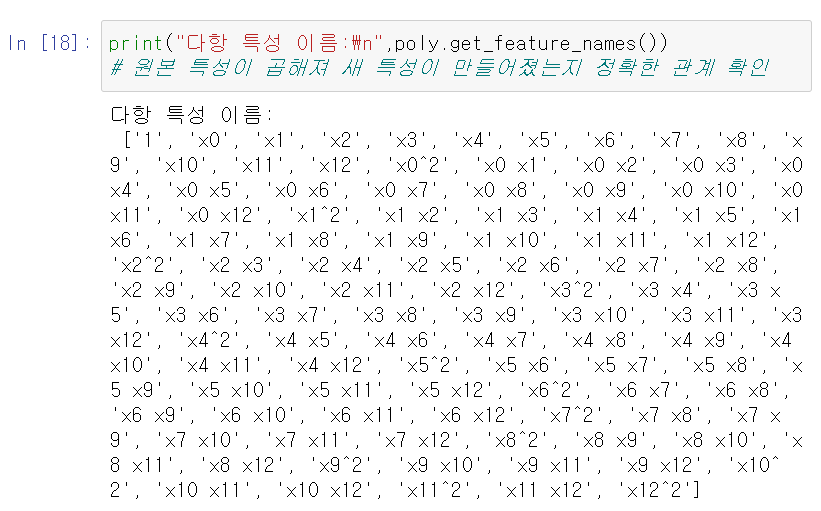 In [18]: print("다항 특성 이름:₩n",poly.get_feature_names())
# 원본 특성이 곱해져 새 특성이 만들어졌는지 정확한 관계 확인
다항 특성 이름:
['1', 'x0', 'x1', 'x2', 'x3', 'x4', 'x5', 'x6', 'x7', 'x8', 'x
9', 'x10', 'x11', 'x12', 'x0^2', 'x0 x1', 'x0 x2', 'x0 x3', 'x0
x4', 'x0 x5', 'x0 x6', 'x0 x7', 'x0 x8', 'x0 x9', 'x0 x10', 'x0
x11', 'x0 x12', 'x1^2', 'x1 x2', 'x1 x3', 'x1 x4', 'x1 x5', 'x1
x6', 'x1 x7', 'x1 x8', 'x1 x9', 'x1 x10', 'x1 x11', 'x1 x12',
'x2^2', 'x2 x3', 'x2 x4', 'x2 x5', 'x2 x6', 'x2 x7', 'x2 x8',
'x2 x9', 'x2 x10', 'x2 x11', 'x2 x12', 'x3^2', 'x3 x4', 'x3 x
5', 'x3 x6', 'x3 x7', 'x3 x8', 'x3 x9', 'x3 x10', 'x3 x11', 'x3
x12', 'x4^2', 'x4 x5', 'x4 x6', 'x4 x7', 'x4 x8', 'x4 x9', 'x4
x10', 'x4 x11', 'x4 x12', 'x5^2', 'x5 x6', 'x5 x7', 'x5 x8', 'x
5 x9', 'x5 x10', 'x5 x11', 'x5 x12', 'x6^2', 'x6 x7', 'x6 x8',
'x6 x9', 'x6 x10', 'x6 x11', 'x6 x12', 'x7^2', 'x7 x8', 'x7 x
9', 'x7 x10', 'x7 x11', 'x7 x12', 'x8^2', 'x8 x9', 'x8 x10', 'x
8 x11', 'x8 x12', 'x9^2', 'x9 x10', 'x9 x11', 'x9 x12', 'x10^
2', 'x10 x11', 'x10 x12', 'x11^2', 'x11 x12', 'x12^2']